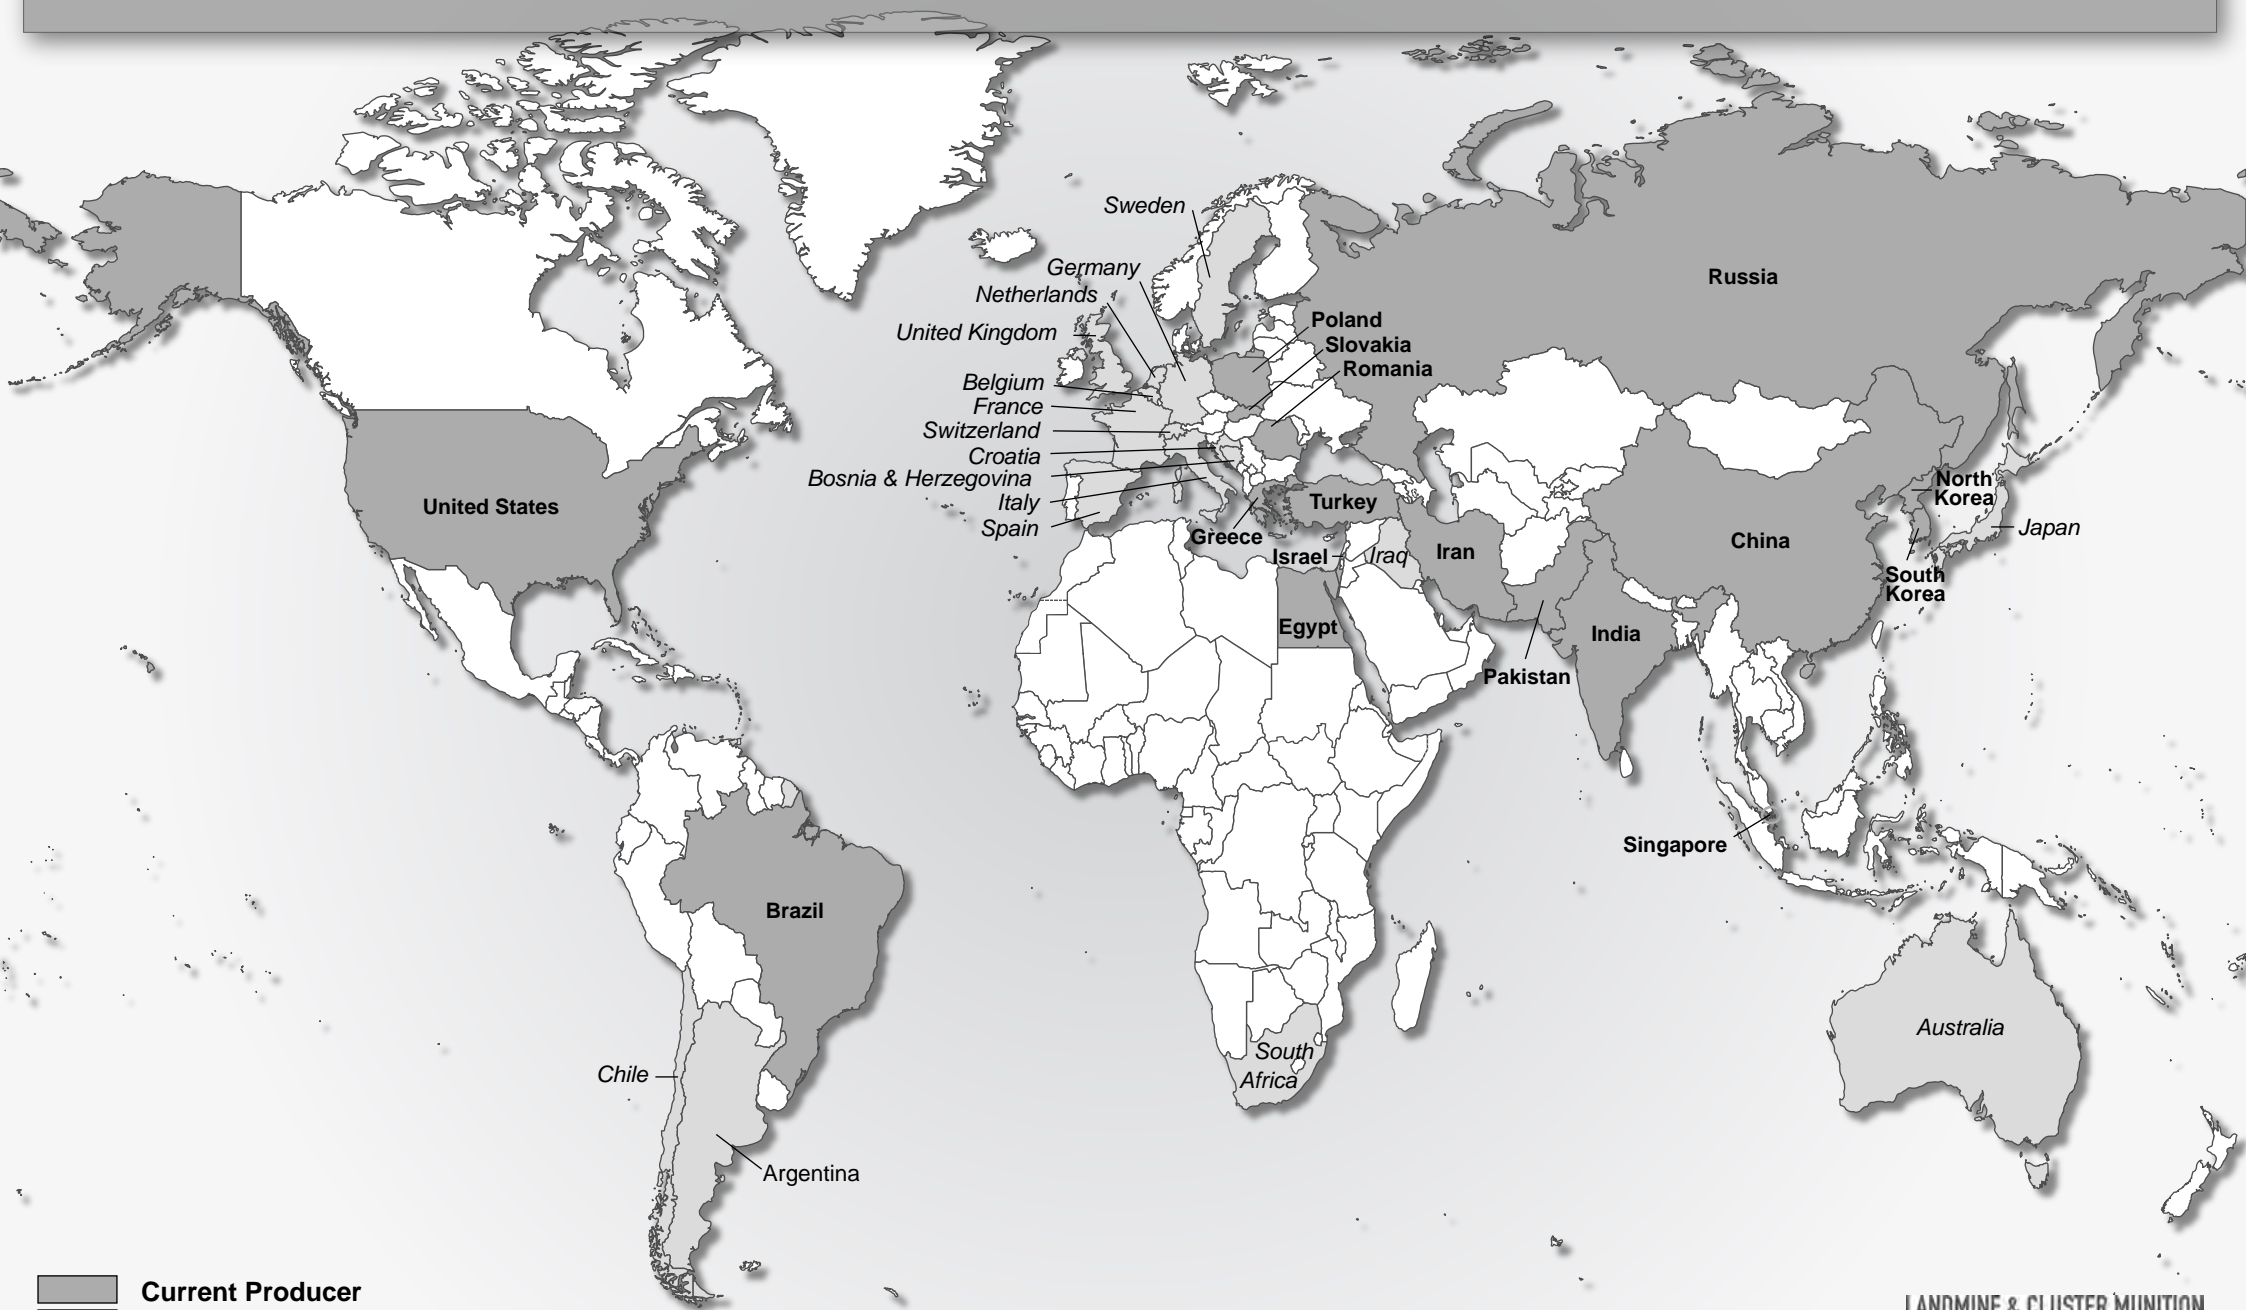 Sweden
Germany
Netherlands
United Kingdom
Belgium
France
Switzerland
Croatia
Bosnia & Herzegovina
Italy
Spain
Russia
Poland
Slovakia
Romania
United States
Turkey
Greece
Israel
Iraq
Iran
China
North
Korea
Japan
South
Korea
Egypt
India
Pakistan
Singapore
Brazil
Australia
South
Africa
Chile
Argentina
Current Producer
LANDMINE & CLUSTER MUNITION